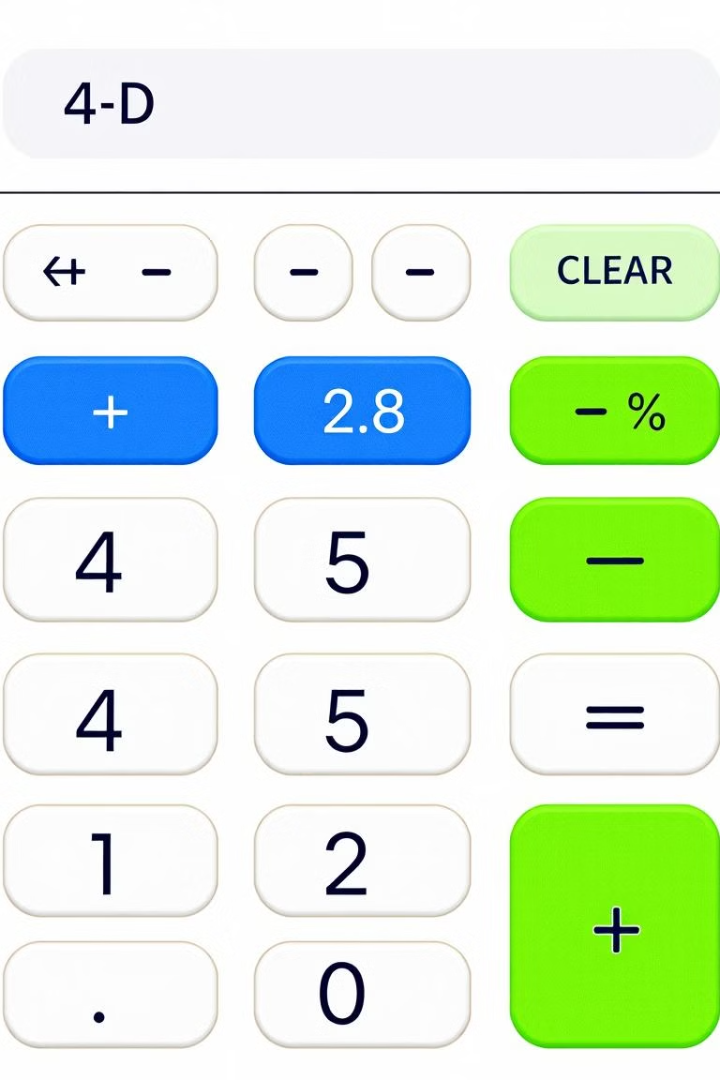 4-D
← + − − − CLEAR
+ 2.8 − %
4 5 −
4 5 =
1 2
. 0 +